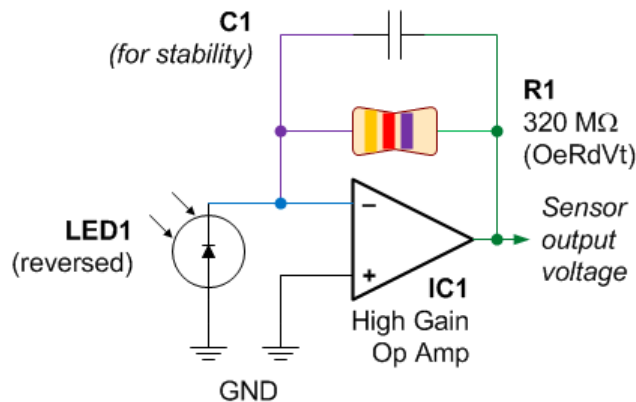 C1
(for stability)
R1
320 MΩ
(OeRdVt)
LED1
(reversed)
−
+
IC1
High Gain
Op Amp
Sensor
output
voltage
GND